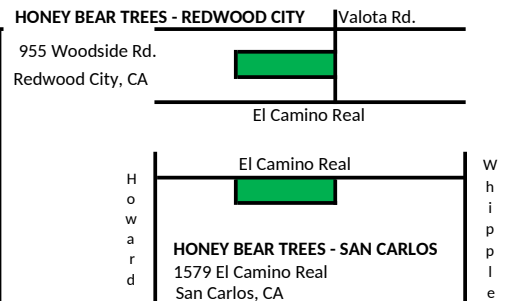 HONEY BEAR TREES - REDWOOD CITY
Valota Rd.
955 Woodside Rd.
Redwood City, CA
El Camino Real
El Camino Real
Howard
Whipple
HONEY BEAR TREES - SAN CARLOS
1579 El Camino Real
San Carlos, CA